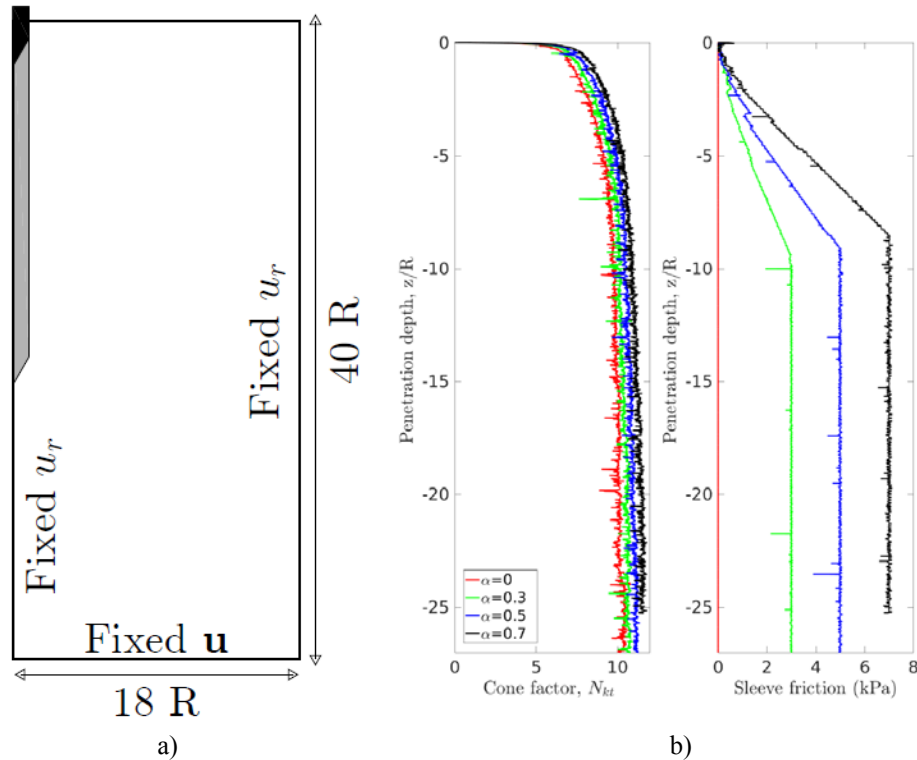 Fixed u_r
Fixed u_r
Fixed u
40 R
18 R
a)
Penetration depth, z/R
0
-5
-10
-15
-20
-25
α=0
α=0.3
α=0.5
α=0.7
0 5 10
Cone factor, N_{kt}
Penetration depth, z/R
0
-5
-10
-15
-20
-25
0 2 4 6 8
Sleeve friction (kPa)
b)